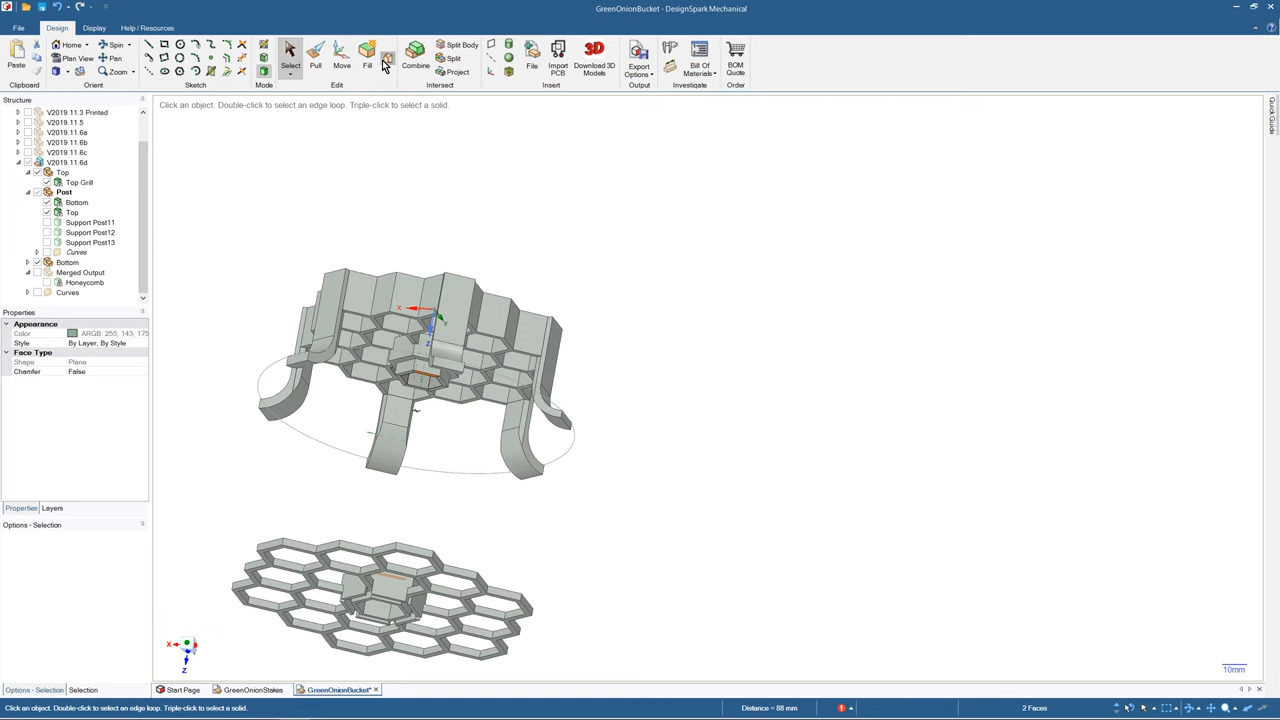 GreenOnionBucket - DesignSpark Mechanical
File Design Display Help / Resources
Paste
Home Spin
Plan View Pan
Zoom
Select Pull Move Fill
Combine
Split Body
Split
Project
File Import PCB Download 3D Models
Export Options
Bill Of Materials
BOM Quote
Clipboard Orient Sketch Mode Edit Intersect Insert Output Investigate Order
Structure
V2019.11.3 Printed
V2019.11.5
V2019.11.6a
V2019.11.6b
V2019.11.6c
V2019.11.6d
Top
Top Grill
Post
Bottom
Top
Support Post11
Support Post12
Support Post13
Curves
Bottom
Merged Output
Honeycomb
Curves
Properties
Appearance
Color ARGB: 255, 143, 175
Style By Layer, By Style
Face Type
Shape Plane
Chamfer False
Properties Layers
Options - Selection
Click an object. Double-click to select an edge loop. Triple-click to select a solid.
Quick Guide
X
Y
Z
X
Z
10mm
Options - Selection Selection
Start Page GreenOnionStakes GreenOnionBucket*
Click an object. Double-click to select an edge loop. Triple-click to select a solid. Distance = 88 mm 2 Faces